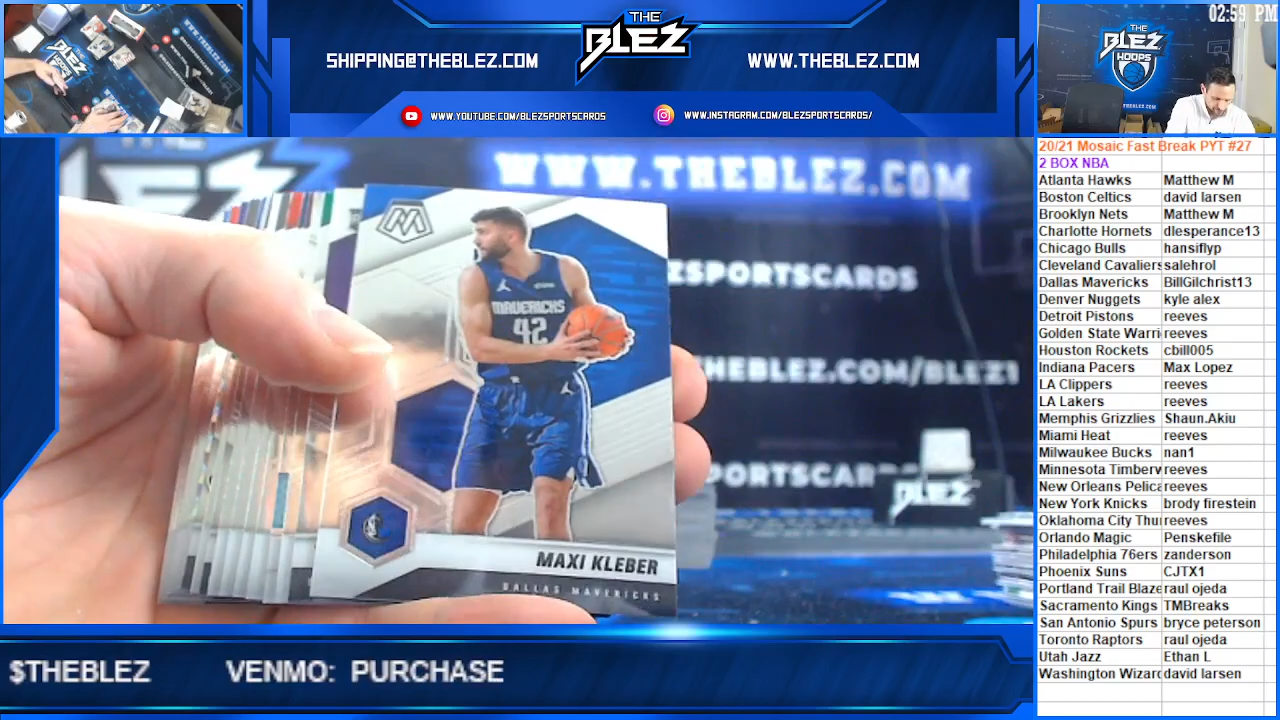 THE
BLEZ
SHIPPING@THEBLEZ.COM
WWW.THEBLEZ.COM
WWW.YOUTUBE.COM/BLEZSPORTSCARDS
WWW.INSTAGRAM.COM/BLEZSPORTSCARDS/
02:59 PM
THE
BLEZ
HOOPS
WWW.THEBLEZ.COM
ZSPORTSCARDS
HEBLEZ.COM/BLEZ1
PORTSCAR
BLEZ
MAVERICKS
42
MAXI KLEBER
DALLAS MAVERICKS
20/21 Mosaic Fast Break PYT #27
2 BOX NBA
Atlanta Hawks Matthew M
Boston Celtics david larsen
Brooklyn Nets Matthew M
Charlotte Hornets dlesperance13
Chicago Bulls hansiflyp
Cleveland Cavaliers salehrol
Dallas Mavericks BillGilchrist13
Denver Nuggets kyle alex
Detroit Pistons reeves
Golden State Warri reeves
Houston Rockets cbill005
Indiana Pacers Max Lopez
LA Clippers reeves
LA Lakers reeves
Memphis Grizzlies Shaun.Akiu
Miami Heat reeves
Milwaukee Bucks nan1
Minnesota Timberw reeves
New Orleans Pelica reeves
New York Knicks brody firestein
Oklahoma City Thu reeves
Orlando Magic Penskefile
Philadelphia 76ers zanderson
Phoenix Suns CJTX1
Portland Trail Blaze raul ojeda
Sacramento Kings TMBreaks
San Antonio Spurs bryce peterson
Toronto Raptors raul ojeda
Utah Jazz Ethan L
Washington Wizard david larsen
$THEBLEZ VENMO: PURCHASE